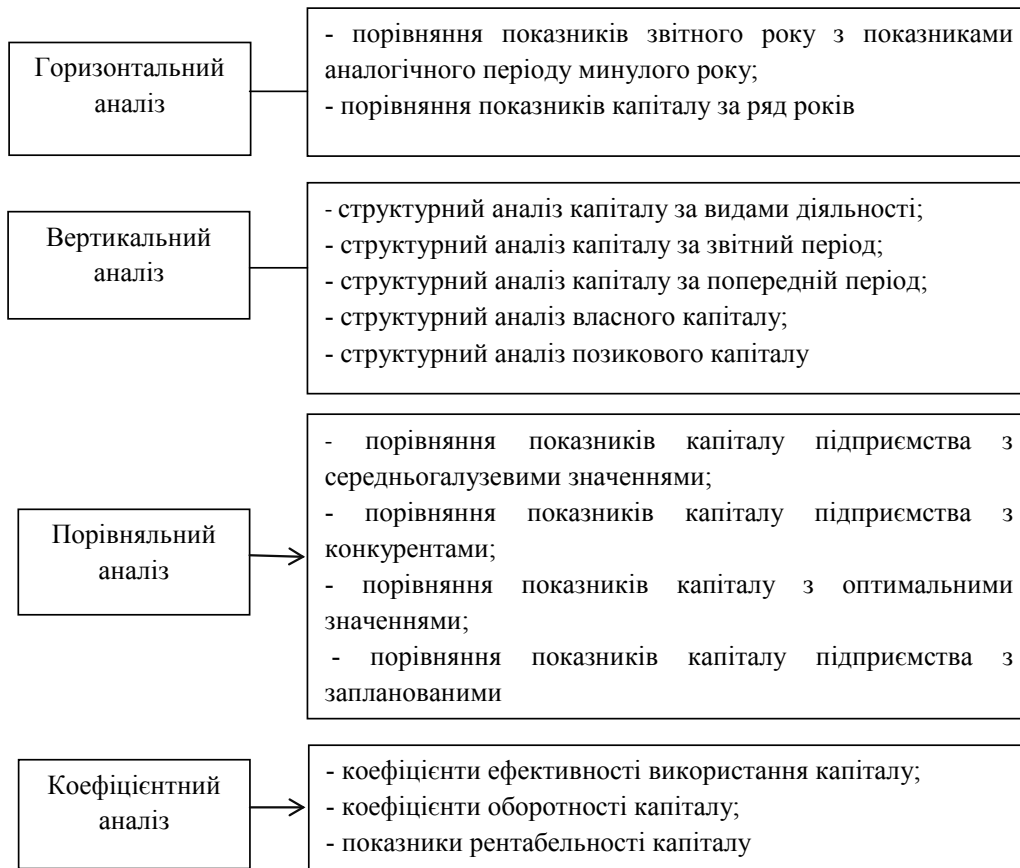 Горизонтальний
аналіз
- порівняння показників звітного року з показниками
аналогічного періоду минулого року;
- порівняння показників капіталу за ряд років
Вертикальний
аналіз
- структурний аналіз капіталу за видами діяльності;
- структурний аналіз капіталу за звітний період;
- структурний аналіз капіталу за попередній період;
- структурний аналіз власного капіталу;
- структурний аналіз позикового капіталу
Порівняльний
аналіз
- порівняння показників капіталу підприємства з
середньогалузевими значеннями;
- порівняння показників капіталу підприємства з
конкурентами;
- порівняння показників капіталу з оптимальними
значеннями;
- порівняння показників капіталу підприємства з
запланованими
Коефіцієнтний
аналіз
- коефіцієнти ефективності використання капіталу;
- коефіцієнти оборотності капіталу;
- показники рентабельності капіталу